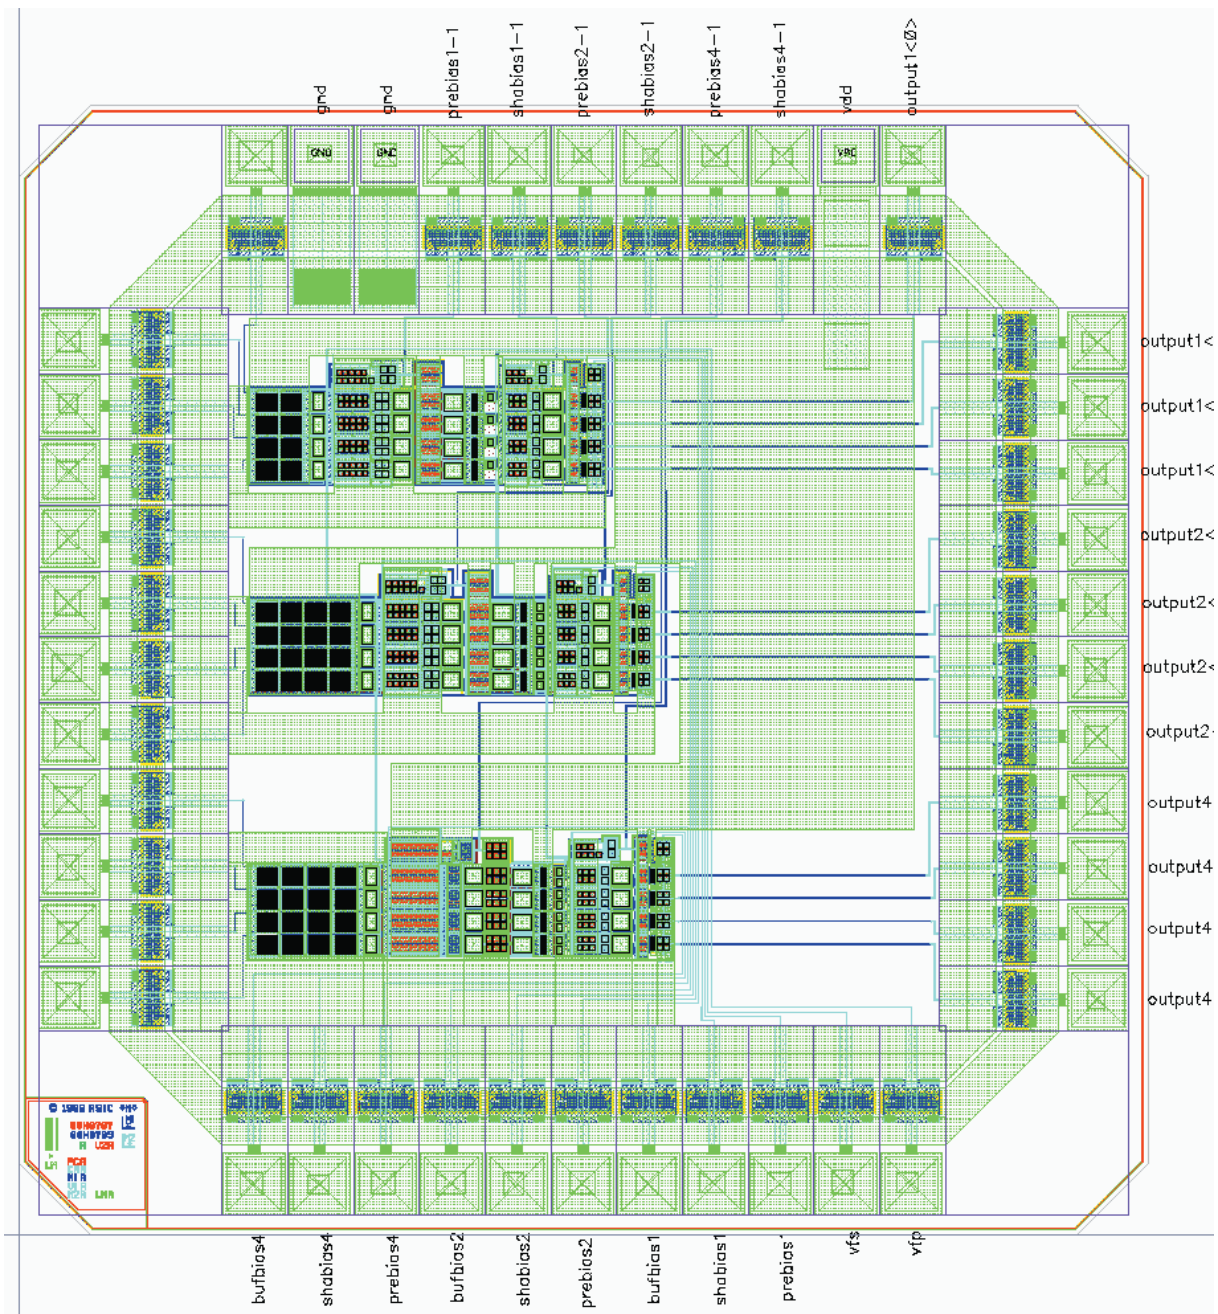 gnd
gnd
prebias1-1
shabias1-1
prebias2-1
shabias2-1
prebias4-1
shabias4-1
vdd
output1<0>
GND
GND
output1<
output1<
output1<
output2<
output2<
output2<
output2
output4
output4
output4
output4
bufbias4
shabias4
prebias4
bufbias2
shabias2
prebias2
bufbias1
shabias1
prebias1
vfs
vfp